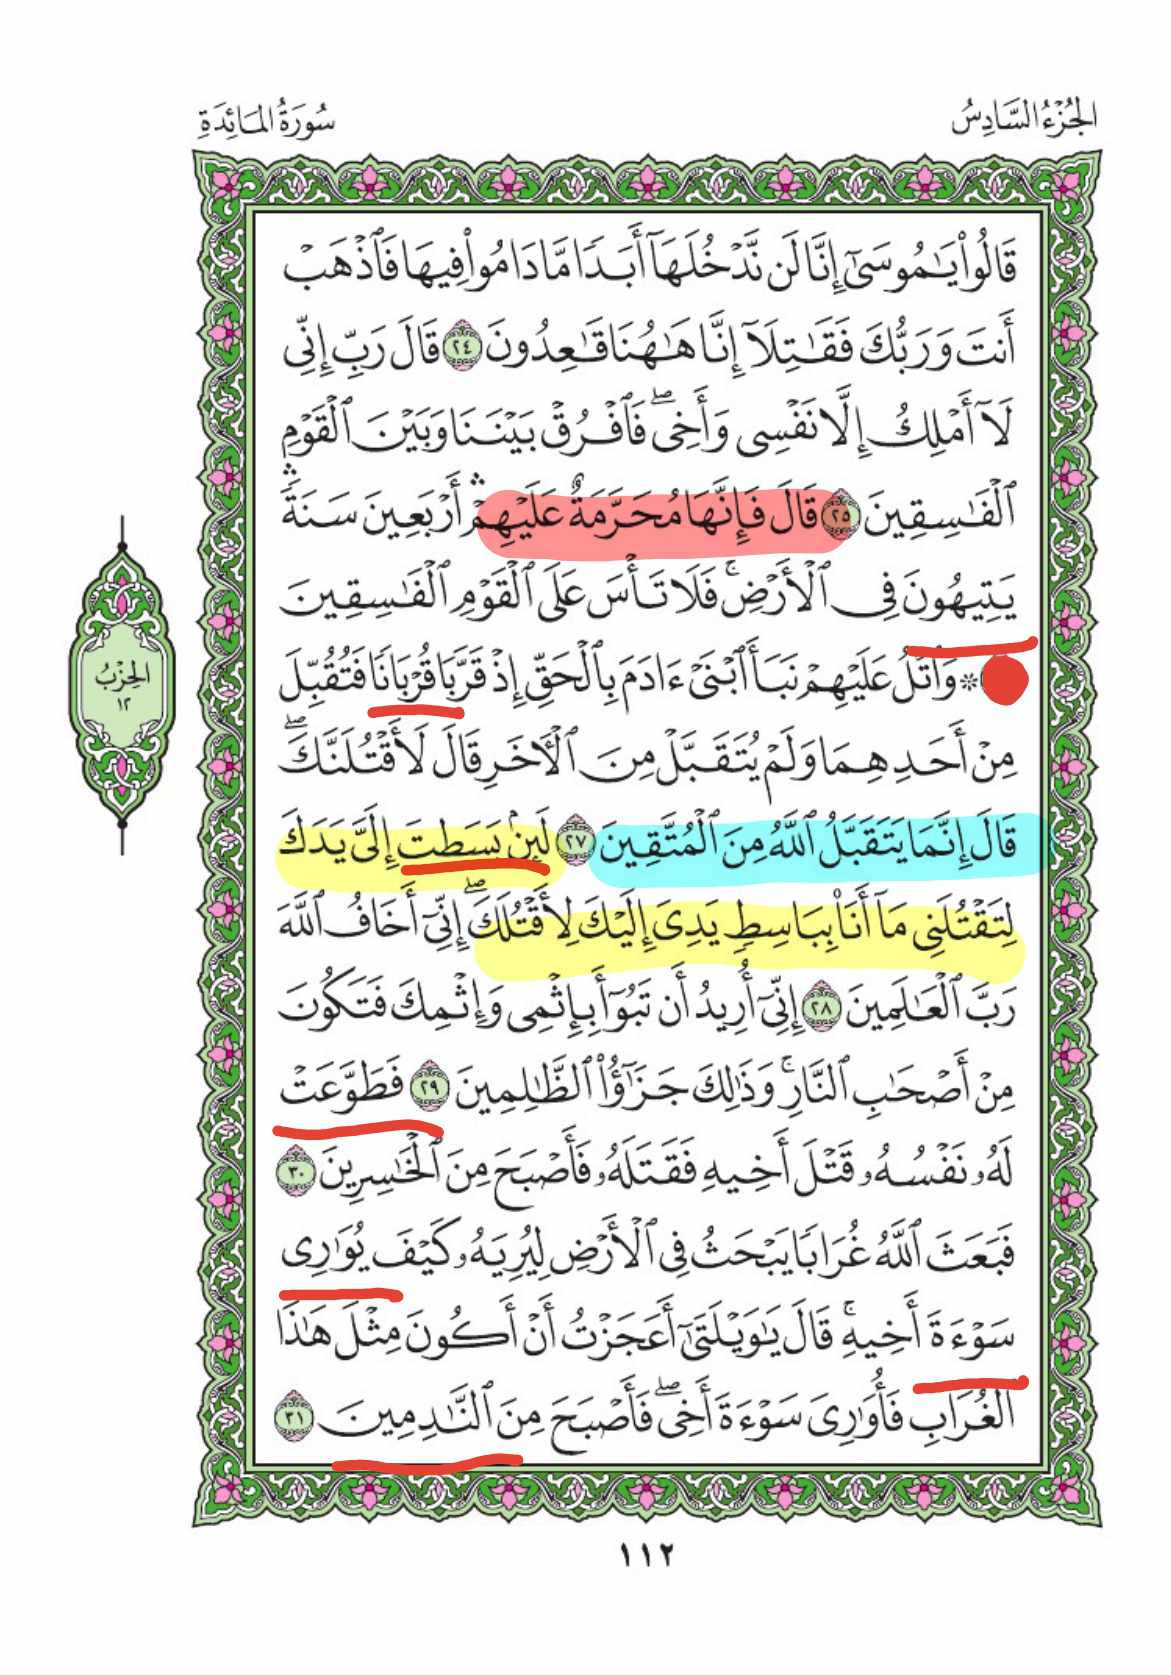 الجُزْءُ السَّادِسُ
سُورَةُ المَائِدَةِ
قَالُوا۟ يَـٰمُوسَىٰٓ إِنَّا لَن نَّدْخُلَهَآ أَبَدًا مَّا دَامُوا۟ فِيهَا فَٱذْهَبْ
أَنتَ وَرَبُّكَ فَقَـٰتِلَآ إِنَّا هَـٰهُنَا قَـٰعِدُونَ ٢٤ قَالَ رَبِّ إِنِّى
لَآ أَمْلِكُ إِلَّا نَفْسِى وَأَخِى ۖ فَٱفْرُقْ بَيْنَنَا وَبَيْنَ ٱلْقَوْمِ
ٱلْفَـٰسِقِينَ ٢٥ قَالَ فَإِنَّهَا مُحَرَّمَةٌ عَلَيْهِمْ ۛ أَرْبَعِينَ سَنَةً ۛ
يَتِيهُونَ فِى ٱلْأَرْضِ ۚ فَلَا تَأْسَ عَلَى ٱلْقَوْمِ ٱلْفَـٰسِقِينَ
۞ وَٱتْلُ عَلَيْهِمْ نَبَأَ ٱبْنَىْ ءَادَمَ بِٱلْحَقِّ إِذْ قَرَّبَا قُرْبَانًا فَتُقُبِّلَ
مِنْ أَحَدِهِمَا وَلَمْ يُتَقَبَّلْ مِنَ ٱلْـَٔاخَرِ قَالَ لَأَقْتُلَنَّكَ ۖ
قَالَ إِنَّمَا يَتَقَبَّلُ ٱللَّهُ مِنَ ٱلْمُتَّقِينَ ٢٧ لَئِنۢ بَسَطتَ إِلَىَّ يَدَكَ
لِتَقْتُلَنِى مَآ أَنَا۠ بِبَاسِطٍ يَدِىَ إِلَيْكَ لِأَقْتُلَكَ ۖ إِنِّىٓ أَخَافُ ٱللَّهَ
رَبَّ ٱلْعَـٰلَمِينَ ٢٨ إِنِّىٓ أُرِيدُ أَن تَبُوٓأَ بِإِثْمِى وَإِثْمِكَ فَتَكُونَ
مِنْ أَصْحَـٰبِ ٱلنَّارِ ۚ وَذَٰلِكَ جَزَٰٓؤُا۟ ٱلظَّـٰلِمِينَ ٢٩ فَطَوَّعَتْ
لَهُۥ نَفْسُهُۥ قَتْلَ أَخِيهِ فَقَتَلَهُۥ فَأَصْبَحَ مِنَ ٱلْخَـٰسِرِينَ ٣٠
فَبَعَثَ ٱللَّهُ غُرَابًا يَبْحَثُ فِى ٱلْأَرْضِ لِيُرِيَهُۥ كَيْفَ يُوَٰرِى
سَوْءَةَ أَخِيهِ ۚ قَالَ يَـٰوَيْلَتَىٰٓ أَعَجَزْتُ أَنْ أَكُونَ مِثْلَ هَـٰذَا
ٱلْغُرَابِ فَأُوَٰرِىَ سَوْءَةَ أَخِى ۖ فَأَصْبَحَ مِنَ ٱلنَّـٰدِمِينَ ٣١
الحِزْبُ
١٢
١١٢